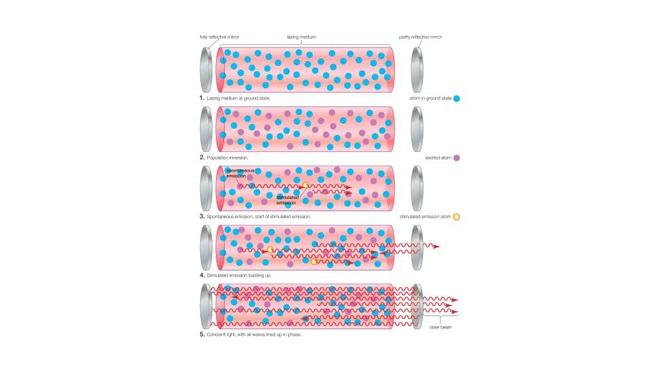 fully reflective mirror
lasing medium
partly reflective mirror
1. Lasing medium at ground state.
atom in ground state
2. Population inversion.
excited atom
spontaneous emission
stimulated emission
3. Spontaneous emission, start of stimulated emission.
stimulated emission atom
4. Stimulated emission building up.
laser beam
5. Coherent light, with all waves lined up in phase.